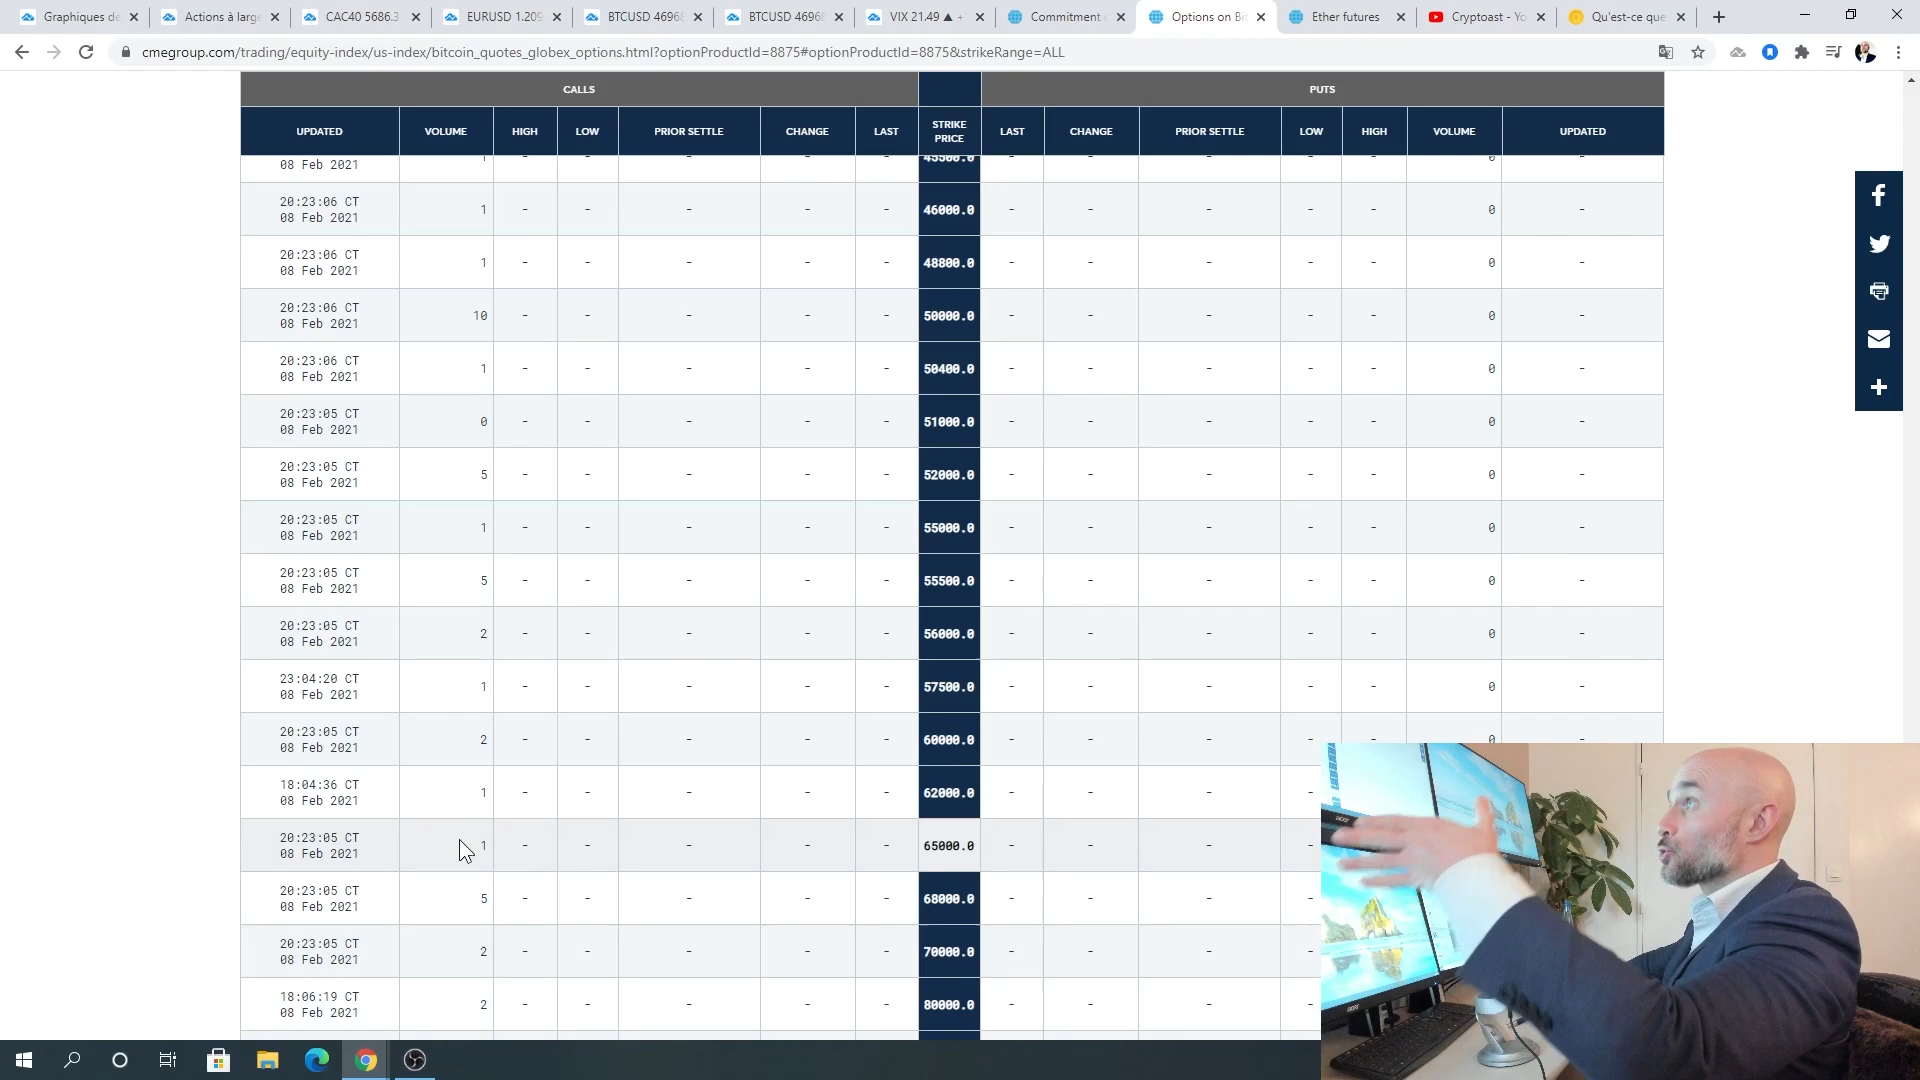 Graphiques de
Actions à large
CAC40 5686.3
EURUSD 1.209
BTCUSD 4696
BTCUSD 4696
VIX 21.49 ▲ +
Commitment
Options on Bit
Ether futures
Cryptoast - Yo
Qu'est-ce que
cmegroup.com/trading/equity-index/us-index/bitcoin_quotes_globex_options.html?optionProductId=8875#optionProductId=8875&strikeRange=ALL
CALLS PUTS
UPDATED VOLUME HIGH LOW PRIOR SETTLE CHANGE LAST STRIKE PRICE LAST CHANGE PRIOR SETTLE LOW HIGH VOLUME UPDATED
08 Feb 2021 1 - - - - - 45500.0 - - - - - 0 -
20:23:06 CT
08 Feb 2021 1 - - - - - 46000.0 - - - - - 0 -
20:23:06 CT
08 Feb 2021 1 - - - - - 48800.0 - - - - - 0 -
20:23:06 CT
08 Feb 2021 10 - - - - - 50000.0 - - - - - 0 -
20:23:06 CT
08 Feb 2021 1 - - - - - 50400.0 - - - - - 0 -
20:23:05 CT
08 Feb 2021 0 - - - - - 51000.0 - - - - - 0 -
20:23:05 CT
08 Feb 2021 5 - - - - - 52000.0 - - - - - 0 -
20:23:05 CT
08 Feb 2021 1 - - - - - 55000.0 - - - - - 0 -
20:23:05 CT
08 Feb 2021 5 - - - - - 55500.0 - - - - - 0 -
20:23:05 CT
08 Feb 2021 2 - - - - - 56000.0 - - - - - 0 -
23:04:20 CT
08 Feb 2021 1 - - - - - 57500.0 - - - - - 0 -
20:23:05 CT
08 Feb 2021 2 - - - - - 60000.0 - - - - - 0 -
18:04:36 CT
08 Feb 2021 1 - - - - - 62000.0 - - - -
20:23:05 CT
08 Feb 2021 1 - - - - - 65000.0 - - - -
20:23:05 CT
08 Feb 2021 5 - - - - - 68000.0 - - - -
20:23:05 CT
08 Feb 2021 2 - - - - - 70000.0 - - - -
18:06:19 CT
08 Feb 2021 2 - - - - - 80000.0 - - - -
acer
acer